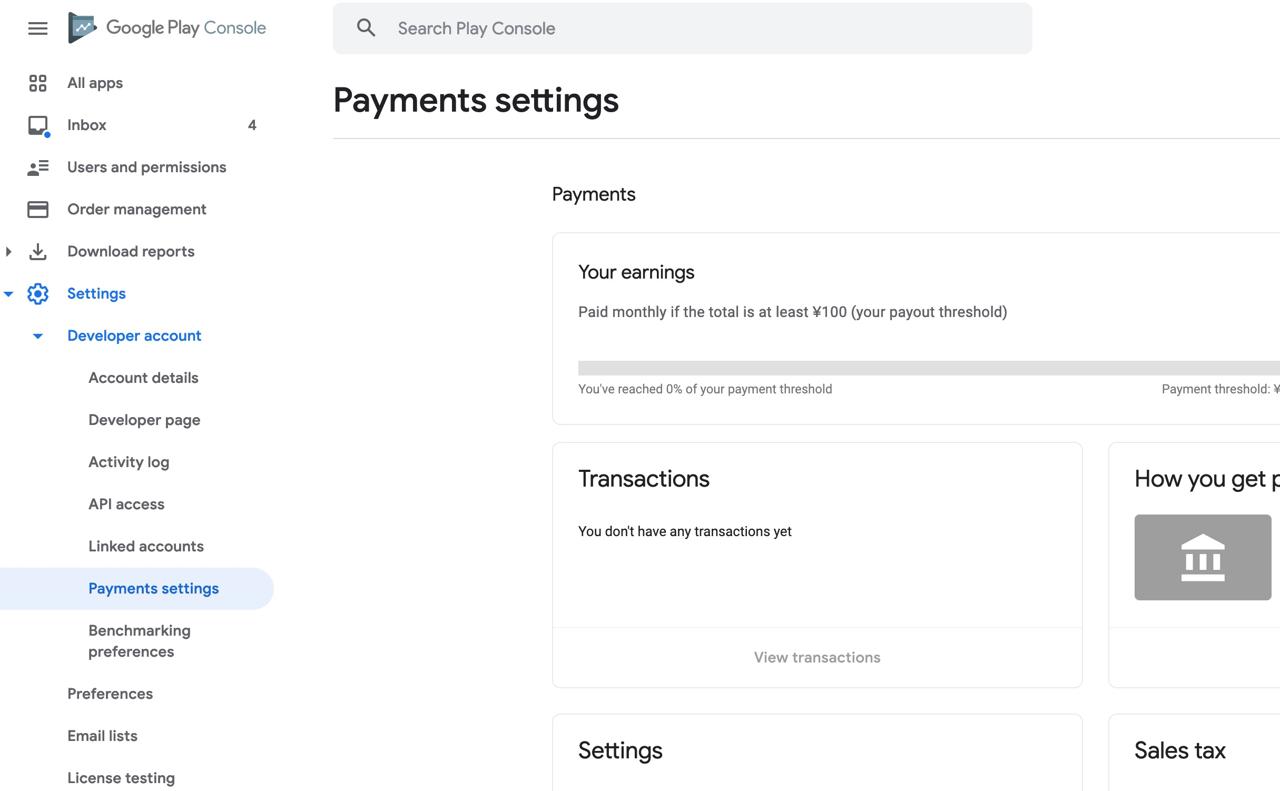 Google Play Console
Search Play Console
All apps
Inbox 4
Users and permissions
Order management
Download reports
Settings
Developer account
Account details
Developer page
Activity log
API access
Linked accounts
Payments settings
Benchmarking
preferences
Preferences
Email lists
License testing
Payments settings
Payments
Your earnings
Paid monthly if the total is at least ¥100 (your payout threshold)
You've reached 0% of your payment threshold
Payment threshold: ¥
Transactions
You don't have any transactions yet
View transactions
How you get p
Settings
Sales tax